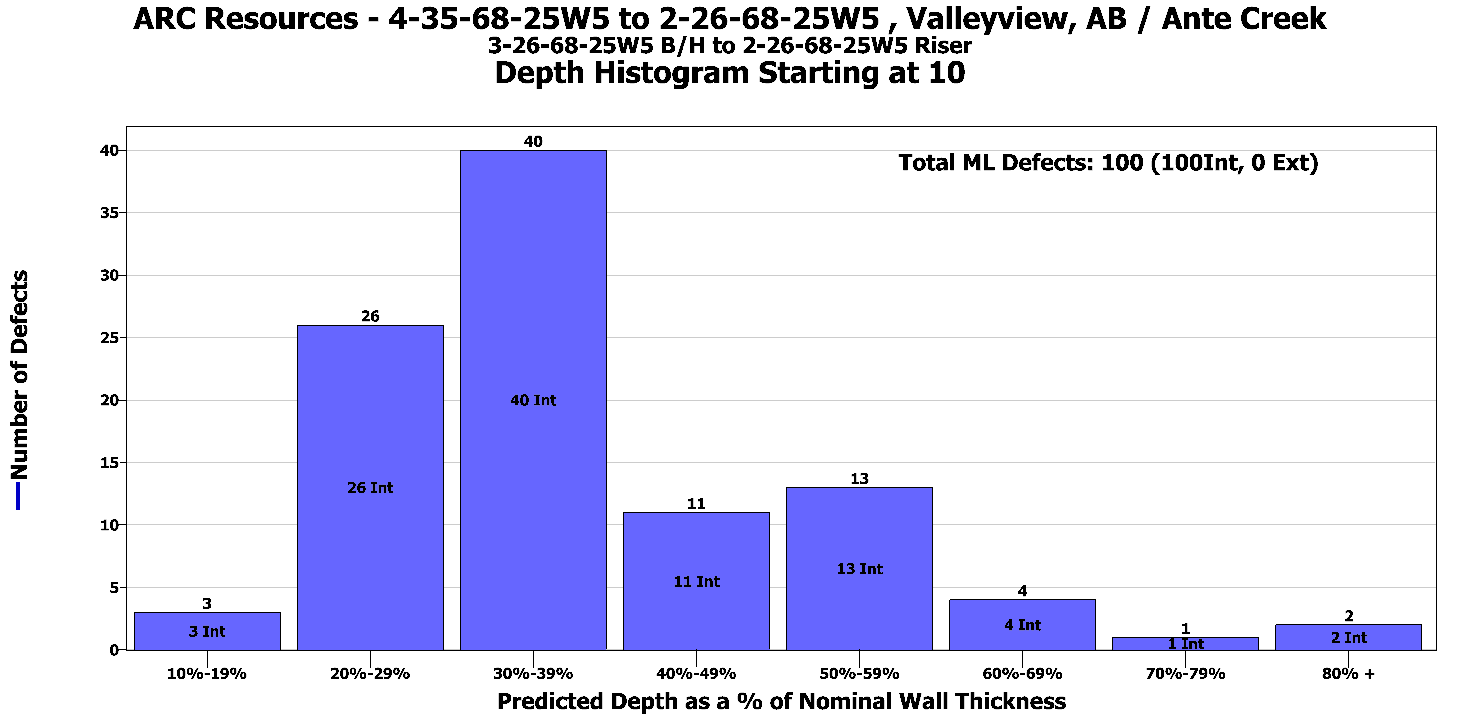 ARC Resources - 4-35-68-25W5 to 2-26-68-25W5 , Valleyview, AB / Ante Creek
3-26-68-25W5 B/H to 2-26-68-25W5 Riser
Depth Histogram Starting at 10
Total ML Defects: 100 (100Int, 0 Ext)
Number of Defects
40
35
30
25
20
15
10
5
0
3
3 Int
26
26 Int
40
40 Int
11
11 Int
13
13 Int
4
4 Int
1
1 Int
2
2 Int
10%-19% 20%-29% 30%-39% 40%-49% 50%-59% 60%-69% 70%-79% 80% +
Predicted Depth as a % of Nominal Wall Thickness